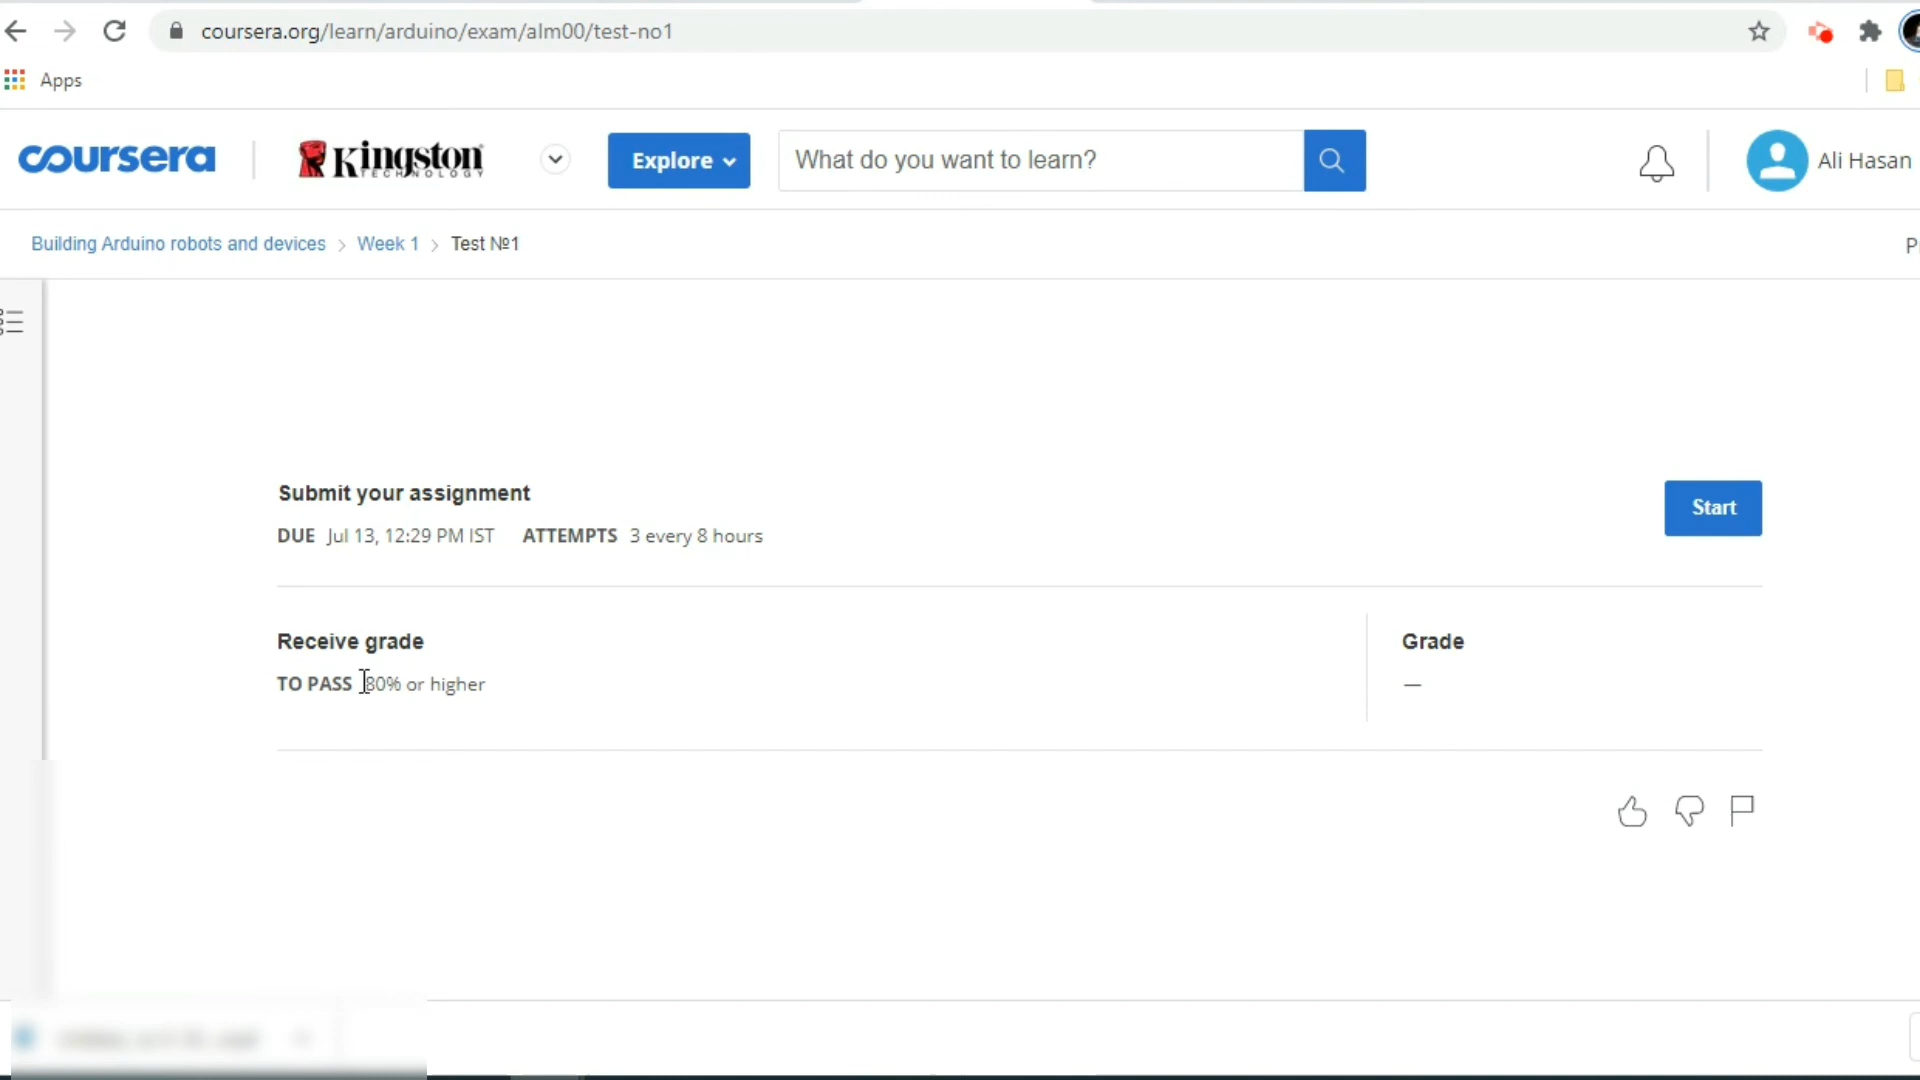 coursera.org/learn/arduino/exam/alm00/test-no1
Apps
coursera
Kingston
TECHNOLOGY
Explore
What do you want to learn?
Ali Hasan
Building Arduino robots and devices > Week 1 > Test №1
Submit your assignment
Start
DUE Jul 13, 12:29 PM IST ATTEMPTS 3 every 8 hours
Receive grade
Grade
TO PASS 80% or higher
—